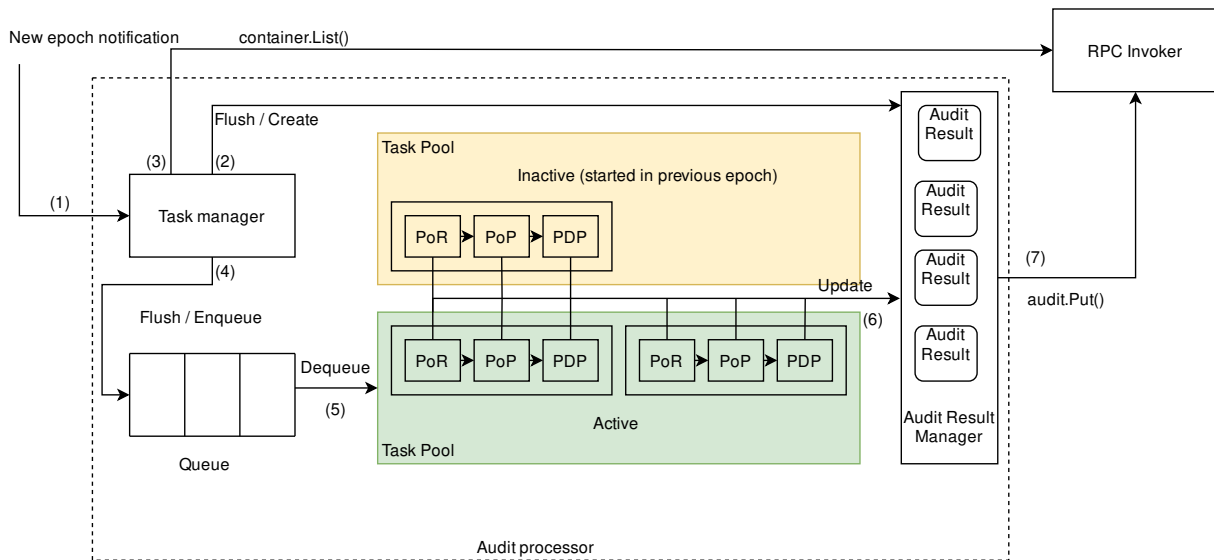 New epoch notification
container.List()
RPC Invoker
Flush / Create
(3)
(2)
(1)
Task manager
(4)
Flush / Enqueue
Queue
Dequeue
(5)
Task Pool
Inactive (started in previous epoch)
PoR
PoP
PDP
Update
(6)
PoR
PoP
PDP
PoR
PoP
PDP
Active
Task Pool
Audit
Result
Audit
Result
Audit
Result
Audit
Result
Audit Result
Manager
(7)
audit.Put()
Audit processor